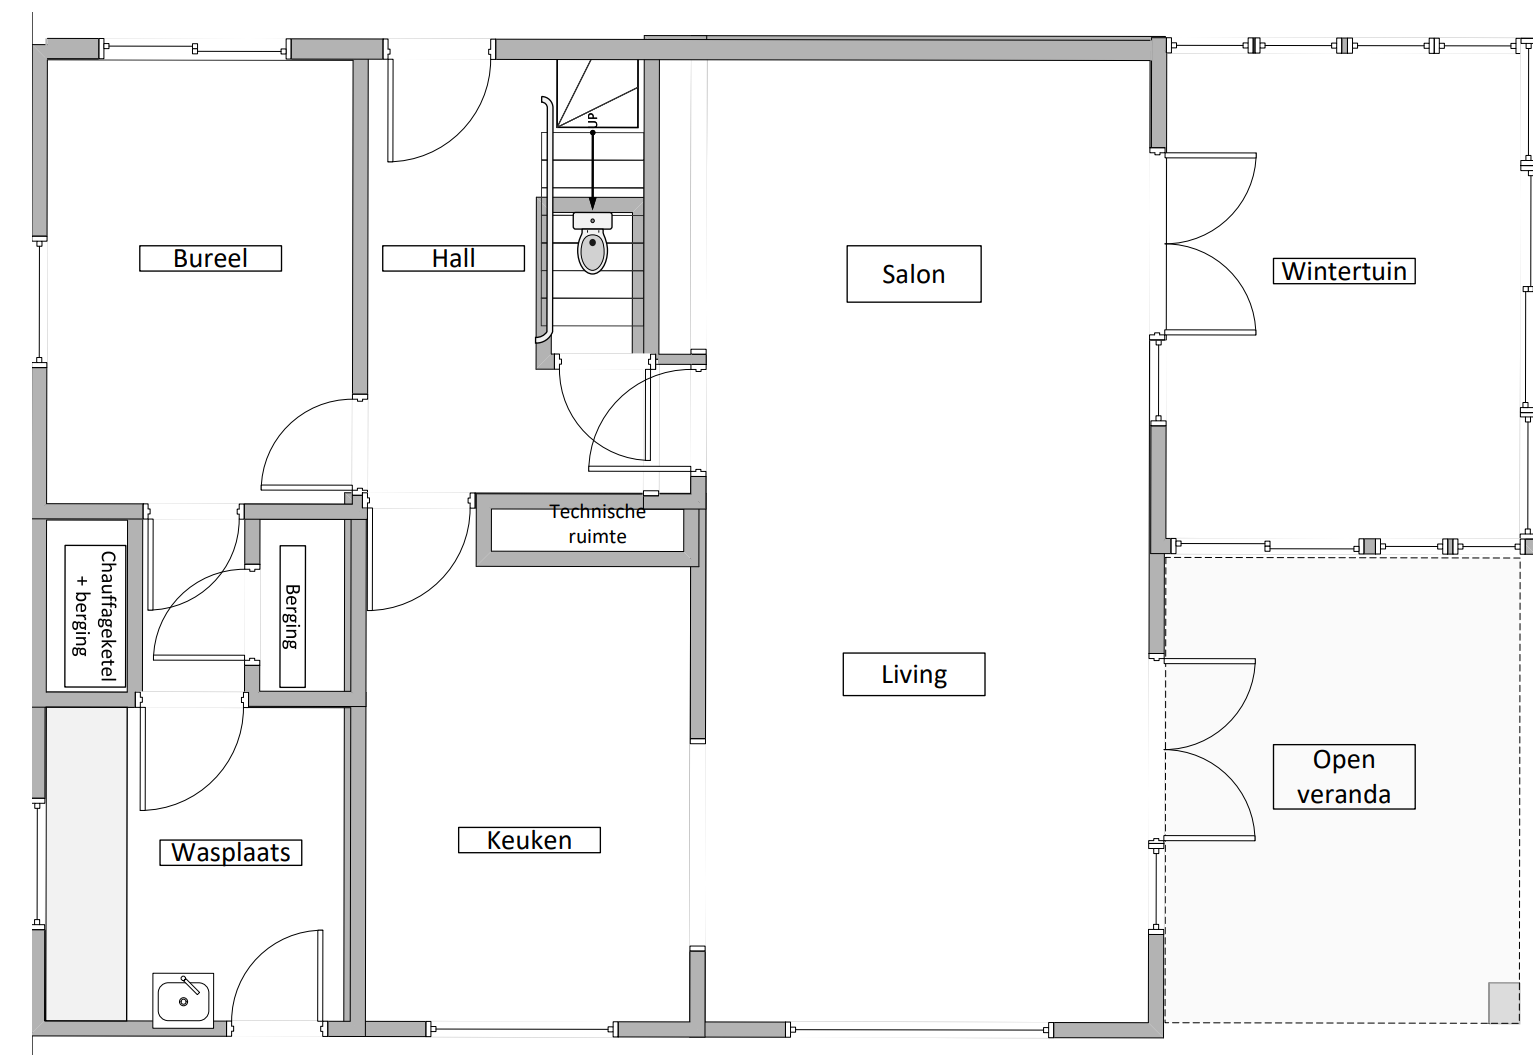 UP
Bureel
Hall
Salon
Wintertuin
Technische
ruimte
Chauffageketel
+ berging
Berging
Living
Open
veranda
Keuken
Wasplaats